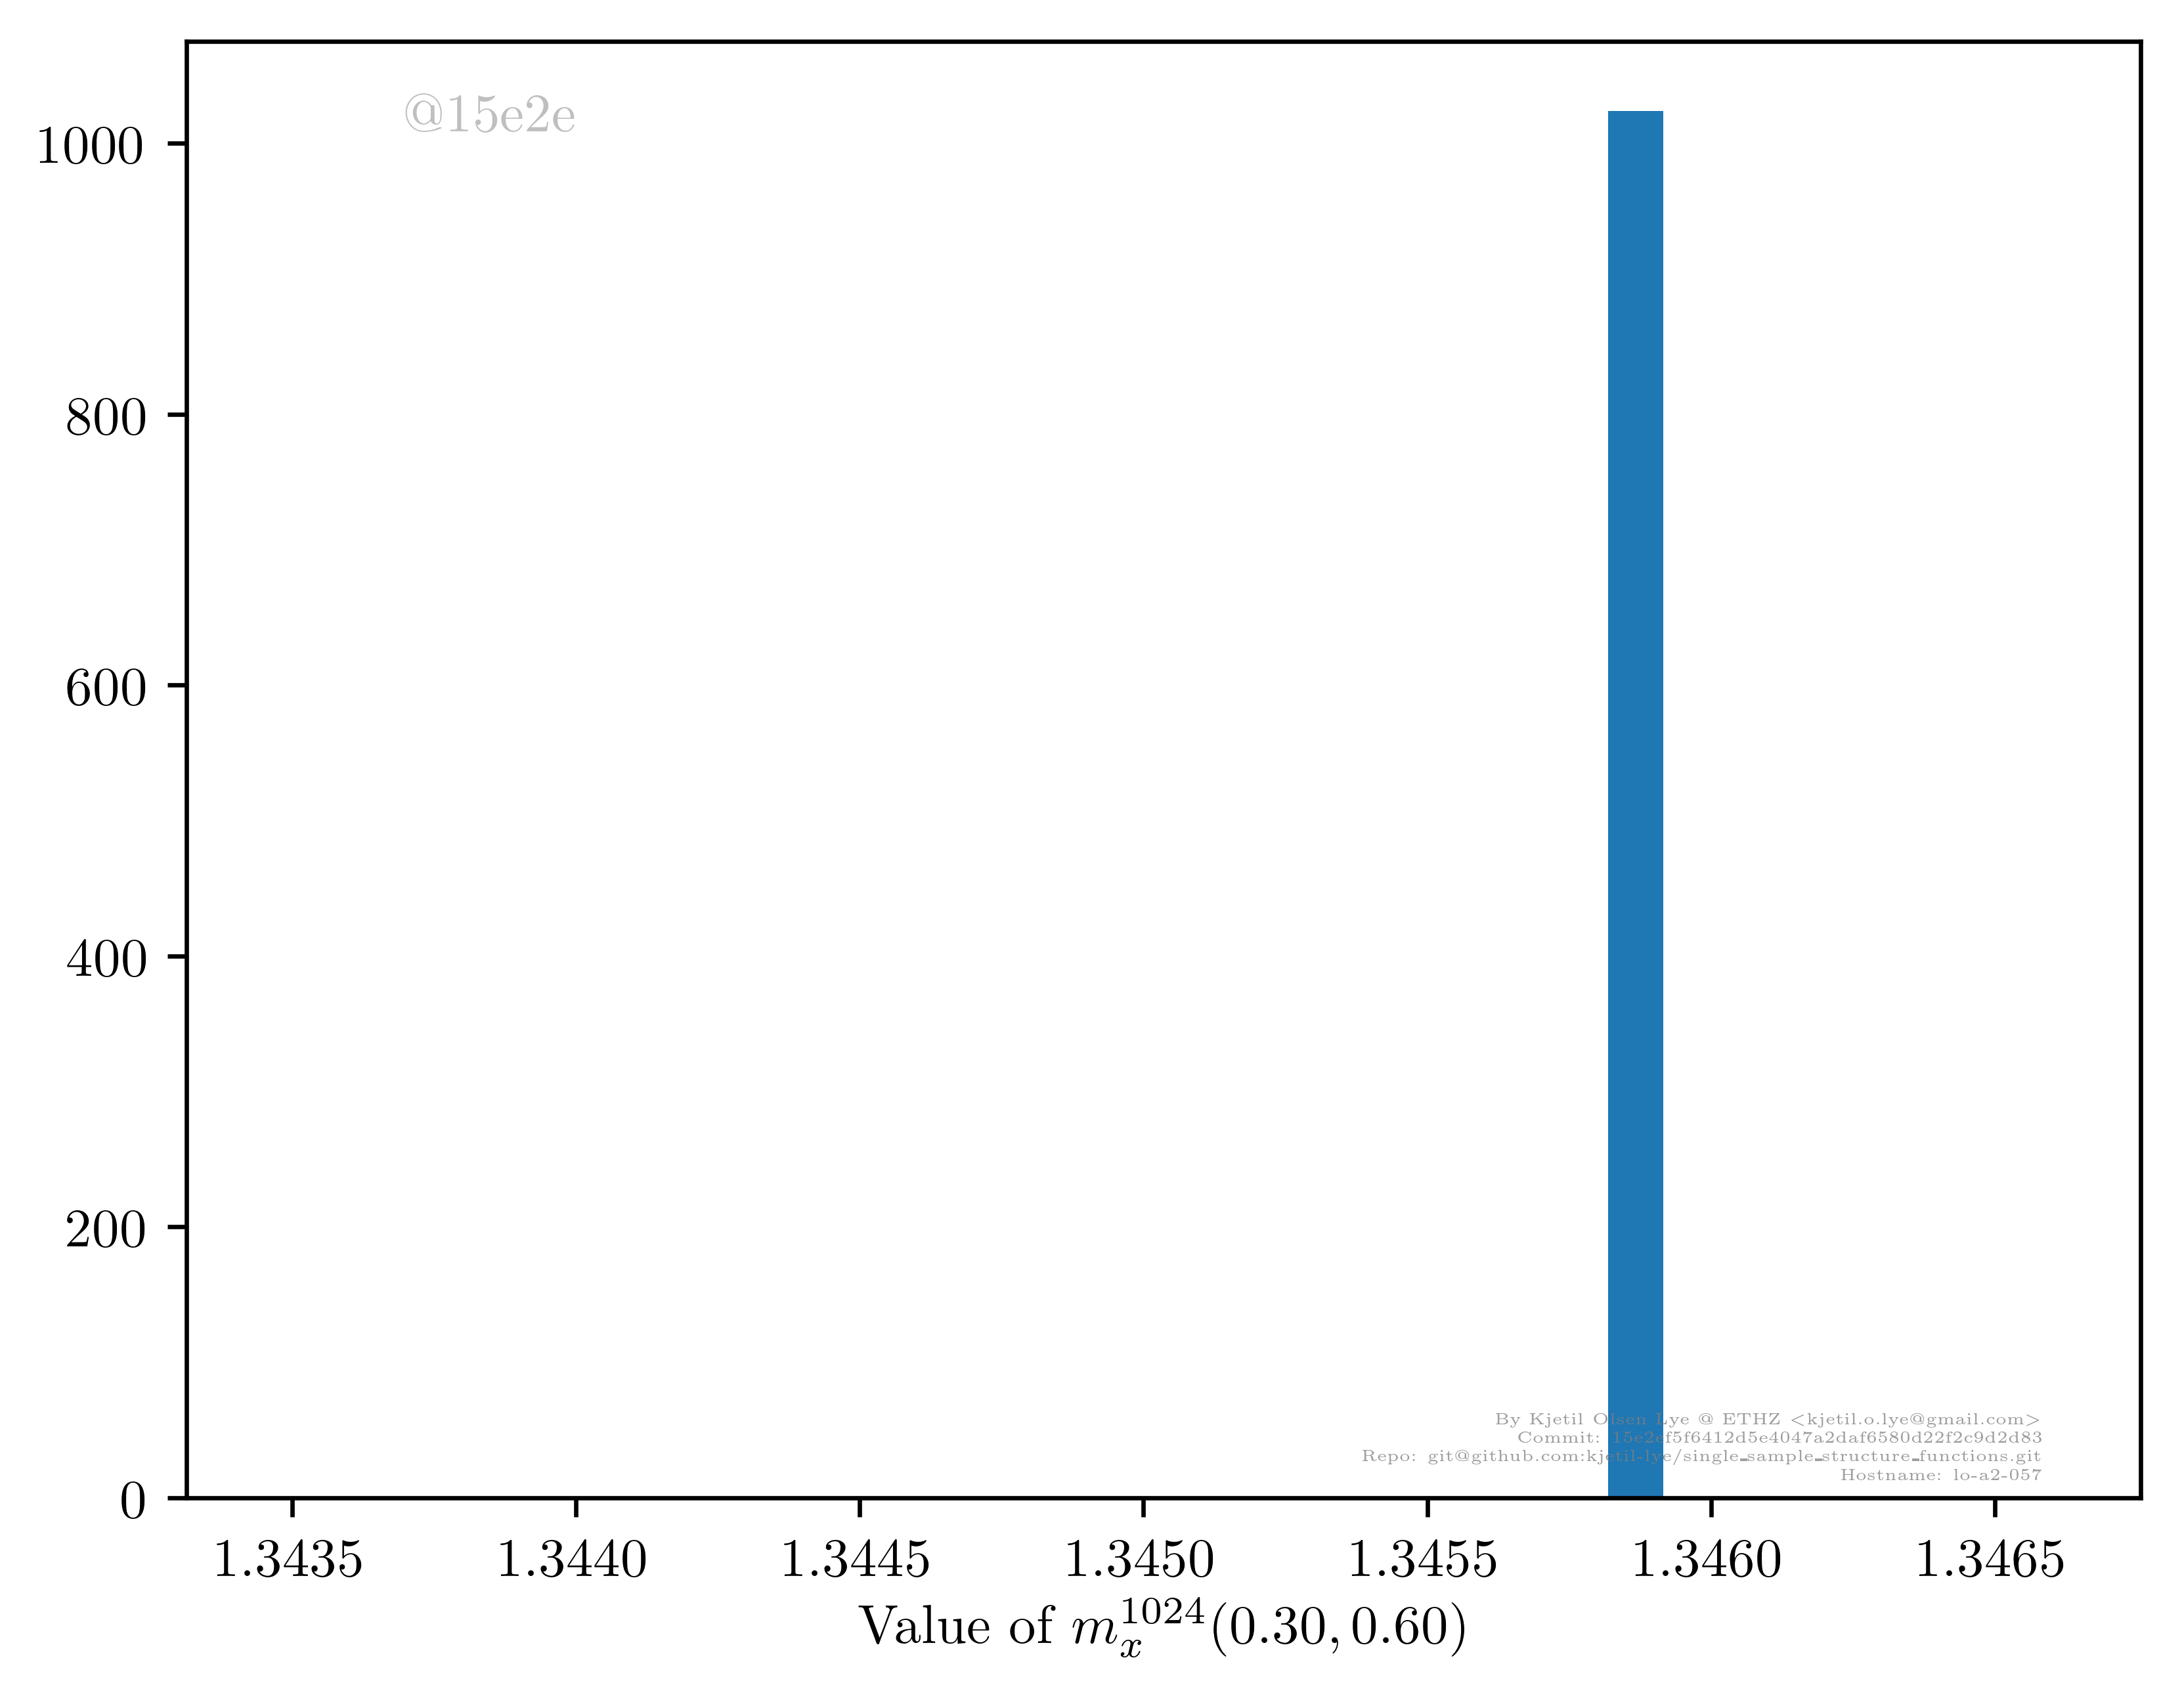 @15e2e
1000
800
600
400
200
0
By Kjetil Olsen Lye @ ETHZ <kjetil.o.lye@gmail.com>
Commit: 15e2ef5f6412d5e4047a2daf6580d22f2c9d2d83
Repo: git@github.com:kjetil-lye/single_sample_structure_functions.git
Hostname: lo-a2-057
1.3435 1.3440 1.3445 1.3450 1.3455 1.3460 1.3465
Value of $m_x^{1024}(0.30, 0.60)$